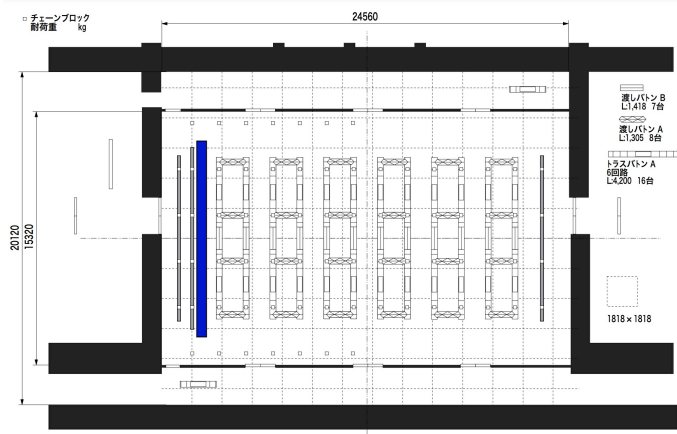 □ チェーンブロック
耐荷重 kg
24560
20120
15320
渡しバトン B
L:1,418 7台
渡しバトン A
L:1,305 8台
トラスバトン A
6回路
L:4,200 16台
1818×1818